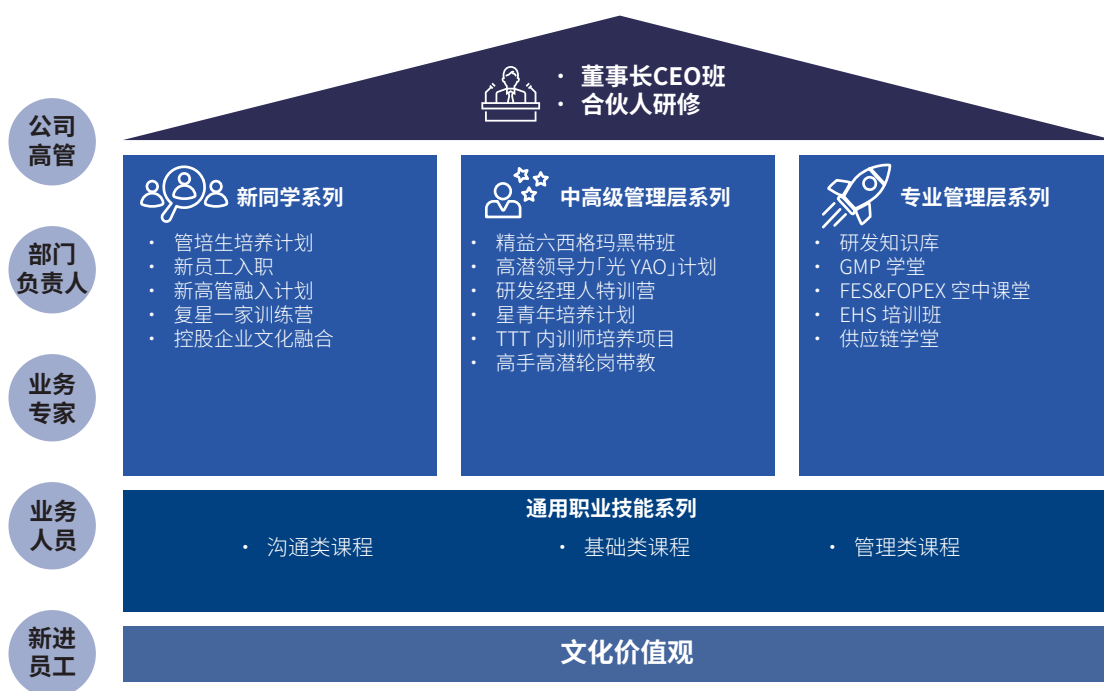 · 董事长CEO班
· 合伙人研修
公司
高管
部门
负责人
业务
专家
业务
人员
新进
员工
新同学系列
· 管培生培养计划
· 新员工入职
· 新高管融入计划
· 复星一家训练营
· 控股企业文化融合
中高级管理层系列
· 精益六西格玛黑带班
· 高潜领导力「光 YAO」计划
· 研发经理人特训营
· 星青年培养计划
· TTT 内训师培养项目
· 高手高潜轮岗带教
专业管理层系列
· 研发知识库
· GMP 学堂
· FES&FOPEX 空中课堂
· EHS 培训班
· 供应链学堂
通用职业技能系列
· 沟通类课程
· 基础类课程
· 管理类课程
文化价值观